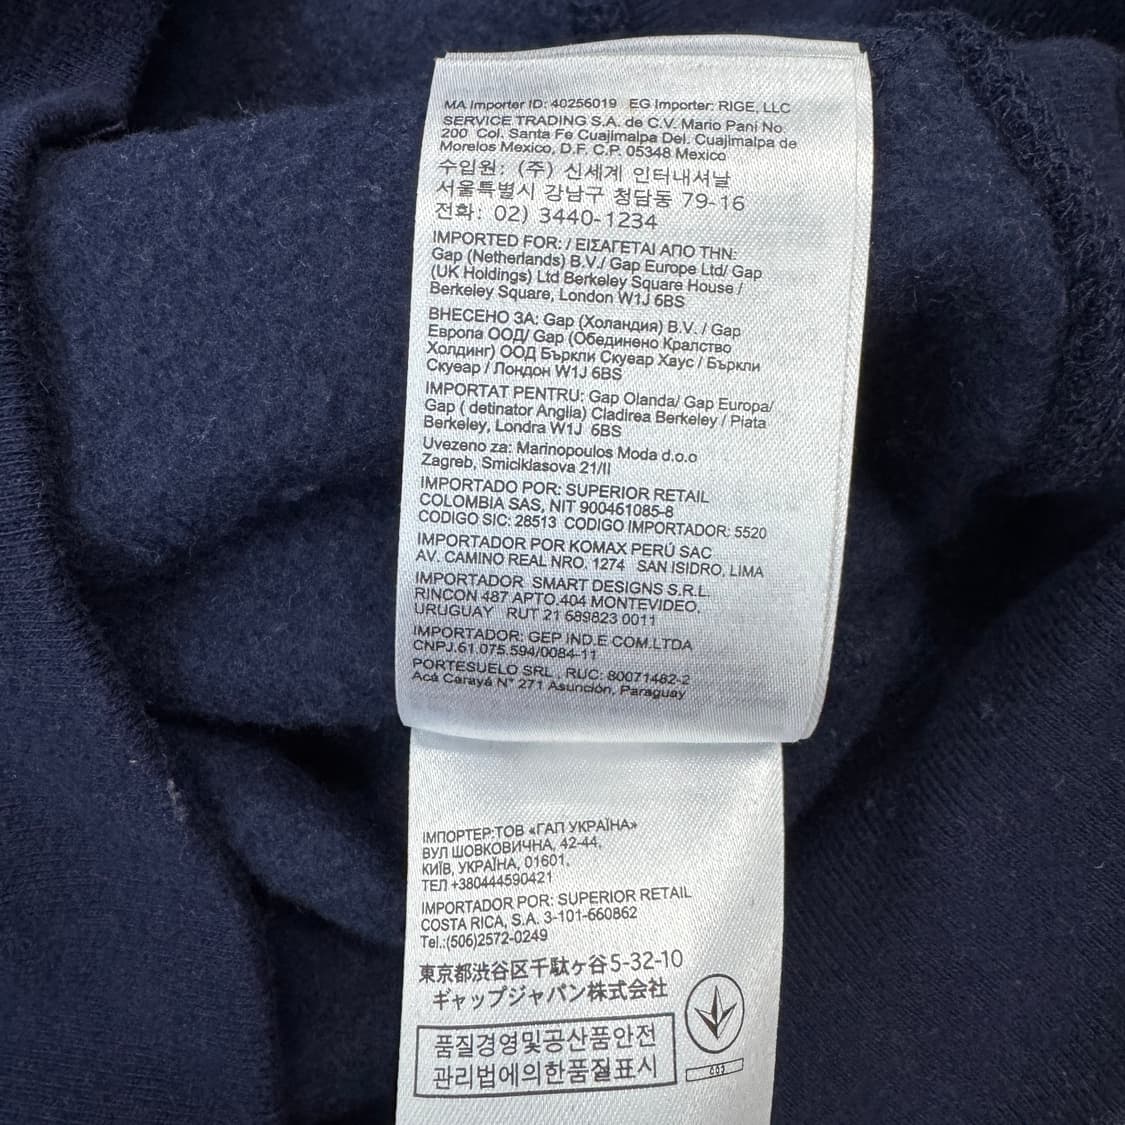 MA Importer ID: 40256019 EG Importer: RIGE, LLC
SERVICE TRADING S.A. de C.V. Mario Pani No.
200 Col. Santa Fe Cuajimalpa Del. Cuajimalpa de
Morelos Mexico, D.F. C.P. 05348 Mexico
수입원: (주) 신세계 인터내셔날
서울특별시 강남구 청담동 79-16
전화: 02) 3440-1234
IMPORTED FOR: / ΕΙΣΑΓΕΤΑΙ ΑΠΟ ΤΗΝ:
Gap (Netherlands) B.V./ Gap Europe Ltd/ Gap
(UK Holdings) Ltd Berkeley Square House /
Berkeley Square, London W1J 6BS
ВНЕСЕНО ЗА: Gap (Холандия) B.V. / Gap
Европа ООД/ Gap (Обединено Кралство
Холдинг) ООД Бъркли Скуеар Хаус / Бъркли
Скуеар / Лондон W1J 6BS
IMPORTAT PENTRU: Gap Olanda/ Gap Europa/
Gap ( detinator Anglia) Cladirea Berkeley / Piata
Berkeley, Londra W1J 6BS
Uvezeno za: Marinopoulos Moda d.o.o
Zagreb, Smiciklasova 21/II
IMPORTADO POR: SUPERIOR RETAIL
COLOMBIA SAS, NIT 900461085-8
CODIGO SIC: 28513 CODIGO IMPORTADOR: 5520
IMPORTADOR POR KOMAX PERÚ SAC
AV. CAMINO REAL NRO. 1274 SAN ISIDRO, LIMA
IMPORTADOR SMART DESIGNS S.R.L.
RINCON 487 APTO.404 MONTEVIDEO.
URUGUAY RUT 21 689823 0011
IMPORTADOR: GEP IND.E COM.LTDA
CNPJ.61.075.594/0084-11
PORTESUELO SRL , RUC: 80071482-2
Acá Carayá N° 271 Asunción, Paraguay
ІМПОРТЕР:ТОВ «ГАП УКРАЇНА»
ВУЛ ШОВКОВИЧНА, 42-44,
КИЇВ, УКРАЇНА, 01601.
ТЕЛ +380444590421
IMPORTADOR POR: SUPERIOR RETAIL
COSTA RICA, S.A. 3-101-660862
Tel.:(506)2572-0249
東京都渋谷区千駄ヶ谷5-32-10
ギャップジャパン株式会社
품질경영및공산품안전
관리법에의한품질표시
003